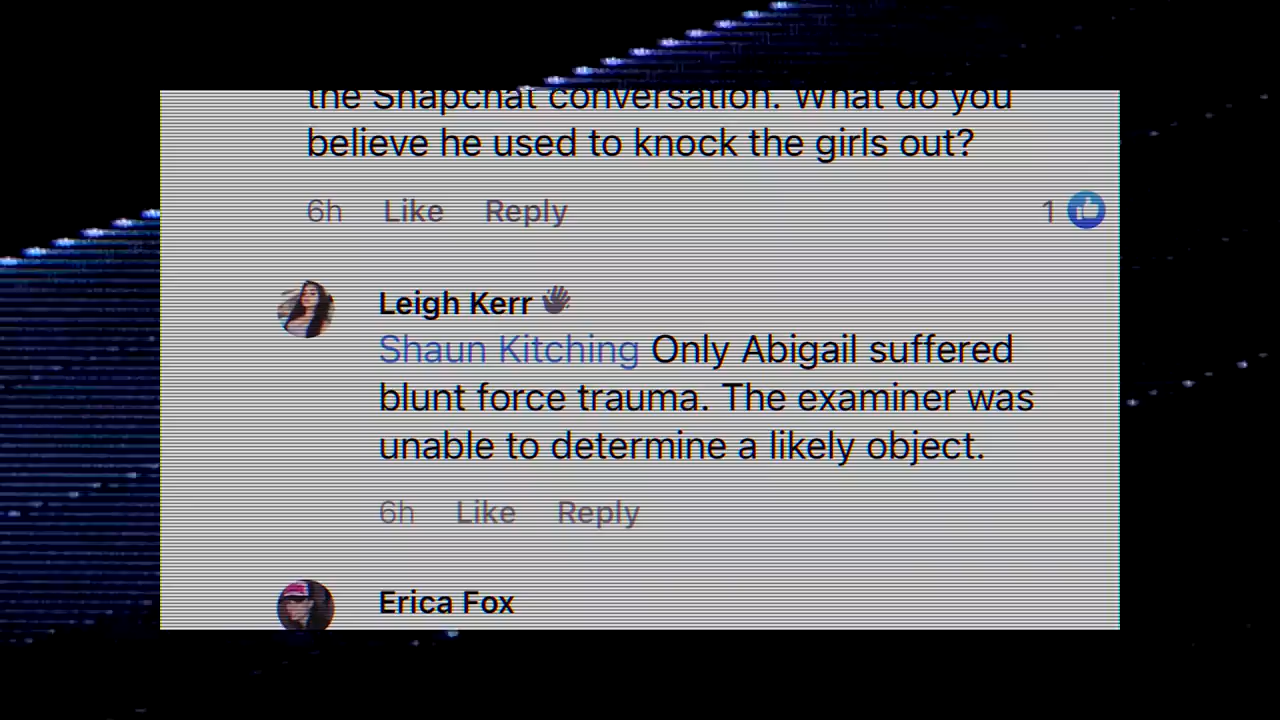 the Snapchat conversation. What do you
believe he used to knock the girls out?
6h Like Reply 1
Leigh Kerr
Shaun Kitching Only Abigail suffered
blunt force trauma. The examiner was
unable to determine a likely object.
6h Like Reply
Erica Fox